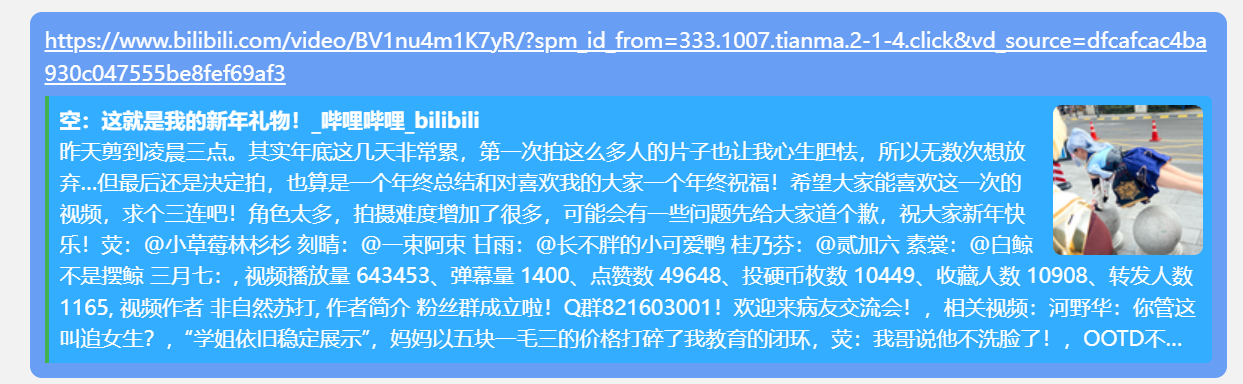 https://www.bilibili.com/video/BV1nu4m1K7yR/?spm_id_from=333.1007.tianma.2-1-4.click&vd_source=dfcafcac4ba
930c047555be8fef69af3
空：这就是我的新年礼物！_哔哩哔哩_bilibili
昨天剪到凌晨三点。其实年底这几天非常累，第一次拍这么多人的片子也让我心生胆怯，所以无数次想放
弃...但最后还是决定拍，也算是一个年终总结和对喜欢我的大家一个年终祝福！希望大家能喜欢这一次的
视频，求个三连吧！角色太多，拍摄难度增加了很多，可能会有一些问题先给大家道个歉，祝大家新年快
乐！荧：@小草莓林杉杉 刻晴：@一束阿束 甘雨：@长不胖的小可爱鸭 桂乃芬：@贰加六 素裳：@白鲸
不是摆鲸 三月七：, 视频播放量 643453、弹幕量 1400、点赞数 49648、投硬币枚数 10449、收藏人数 10908、转发人数
1165, 视频作者 非自然苏打, 作者简介 粉丝群成立啦！Q群821603001！欢迎来病友交流会！，相关视频：河野华：你管这
叫追女生？，“学姐依旧稳定展示”，妈妈以五块一毛三的价格打碎了我教育的闭环，荧：我哥说他不洗脸了！，OOTD不...